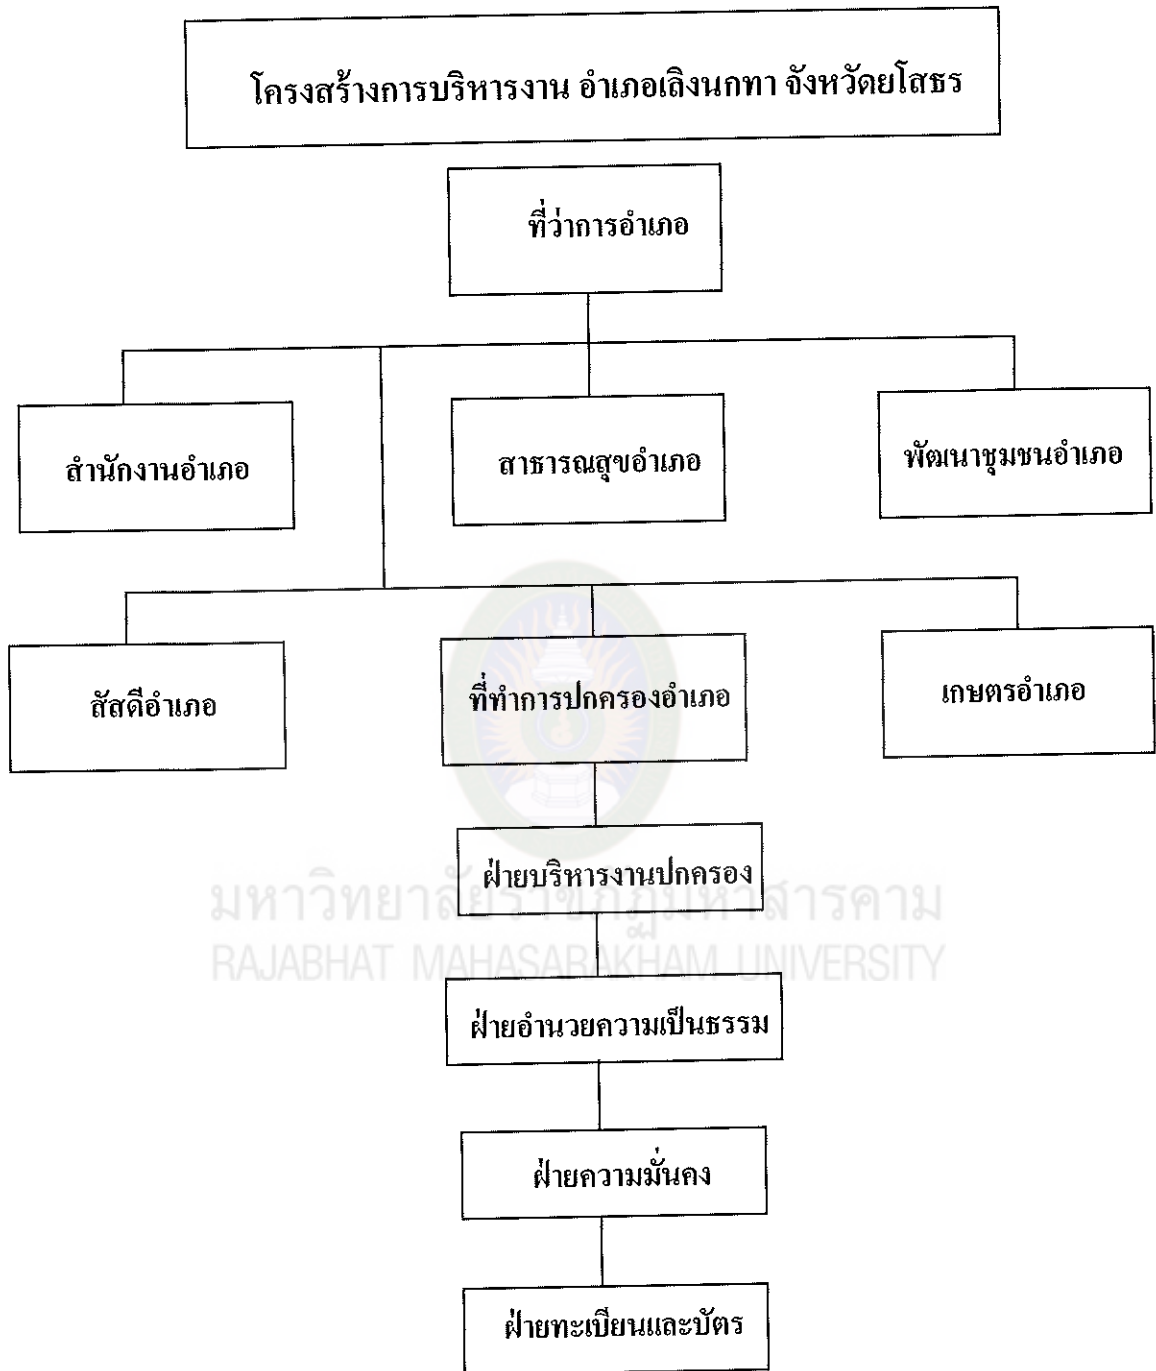 โครงสร้างการบริหารงาน อำเภอเลิงนกทา จังหวัดยโสธร
ที่ว่าการอำเภอ
สำนักงานอำเภอ
สาธารณสุขอำเภอ
พัฒนาชุมชนอำเภอ
สัสดีอำเภอ
ที่ทำการปกครองอำเภอ
เกษตรอำเภอ
ฝ่ายบริหารงานปกครอง
มหาวิทยาลัยราชภัฏมหาสารคาม
RAJABHAT MAHASARAKHAM UNIVERSITY
ฝ่ายอำนวยความเป็นธรรม
ฝ่ายความมั่นคง
ฝ่ายทะเบียนและบัตร